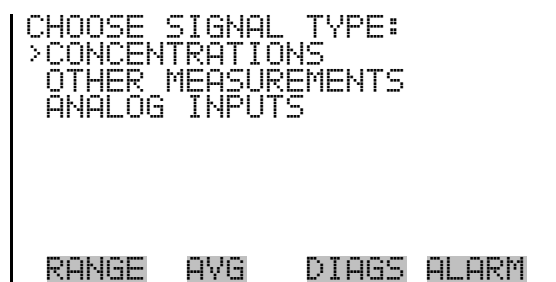 CHOOSE SIGNAL TYPE:
>CONCENTRATIONS
OTHER MEASUREMENTS
ANALOG INPUTS
RANGE AVG DIAGS ALARM